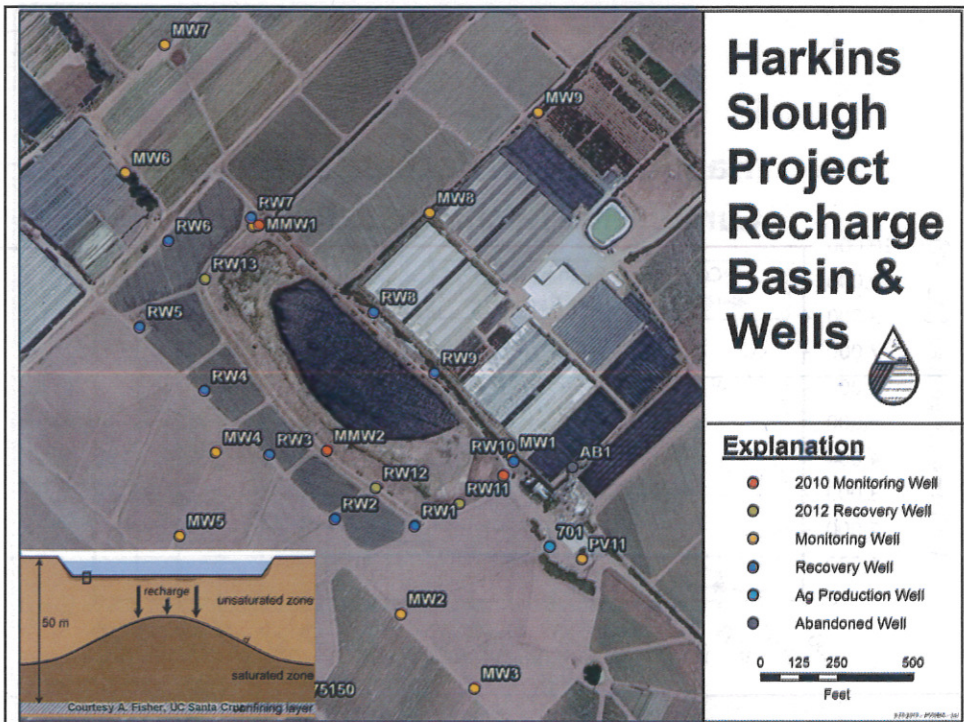 Harkins
Slough
Project
Recharge
Basin &
Wells
MW7
MW9
MW6
MW8
RW7
MMW1
RW6
RW13
RW5
RW8
RW9
RW4
MW4
RW3
MMW2
RW10
MW1
AB1
RW12
RW11
RW2
RW1
MW5
701
PV11
MW2
MW3
75150
recharge
unsaturated zone
50 m
saturated zone
Courtesy A. Fisher, UC Santa Cruz
confining layer
Explanation
2010 Monitoring Well
2012 Recovery Well
Monitoring Well
Recovery Well
Ag Production Well
Abandoned Well
0 125 250 500
Feet